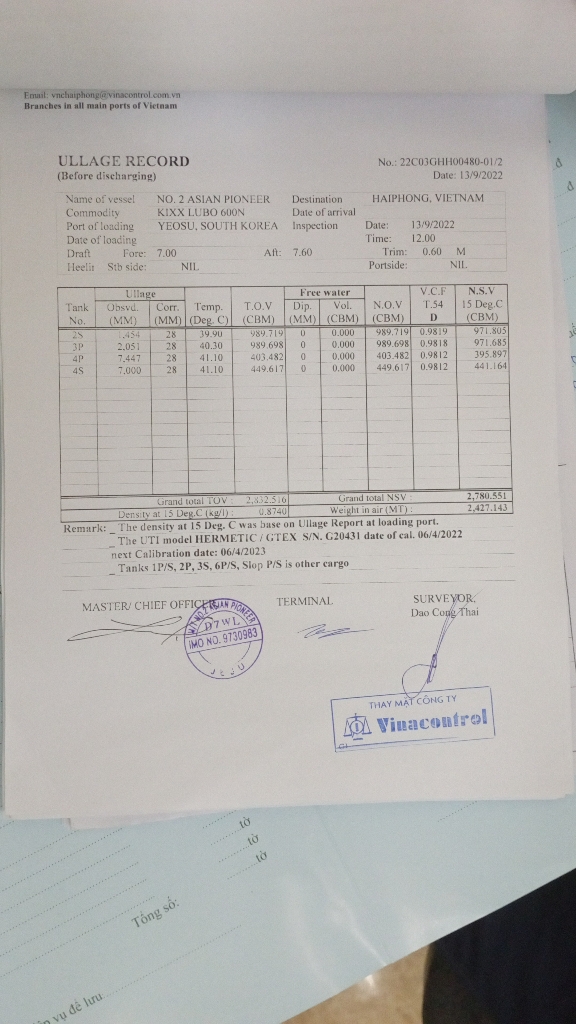 Email: vnchaiphong@vinacontrol.com.vn
Branches in all main ports of Vietnam
ULLAGE RECORD No.: 22C03GHH00480-01/2
(Before discharging) Date: 13/9/2022
Name of vessel NO. 2 ASIAN PIONEER Destination HAIPHONG, VIETNAM
Commodity KIXX LUBO 600N Date of arrival
Port of loading YEOSU, SOUTH KOREA Inspection Date: 13/9/2022
Date of loading Time: 12.00
Draft Fore: 7.00 Aft: 7.60 Trim: 0.60 M
Heelit Stb side: NIL Portside: NIL
Ullage Free water V.C.F N.S.V
Tank Obsvd. Corr. Temp. T.O.V Dip. Vol. N.O.V T.54 15 Deg.C
No. (MM) (MM) (Deg. C) (CBM) (MM) (CBM) (CBM) D (CBM)
2S 1,454 28 39.90 989.719 0 0.000 989.719 0.9819 971.805
3P 2,051 28 40.30 989.698 0 0.000 989.698 0.9818 971.685
4P 7,447 28 41.10 403.482 0 0.000 403.482 0.9812 395.897
4S 7,000 28 41.10 449.617 0 0.000 449.617 0.9812 441.164
Grand total TOV : 2,832.516 Grand total NSV : 2,780.551
Density at 15 Deg.C (kg/l) : 0.8740 Weight in air (MT) : 2,427.143
Remark: _ The density at 15 Deg. C was base on Ullage Report at loading port.
_ The UTI model HERMETIC / GTEX S/N. G20431 date of cal. 06/4/2022
next Calibration date: 06/4/2023
_ Tanks 1P/S, 2P, 3S, 6P/S, Slop P/S is other cargo
MASTER/ CHIEF OFFICER TERMINAL SURVEYOR,
Dao Cong Thai
M/T NO.2 ASIAN PIONEER
D7WL
IMO NO. 9730983
JEJU
THAY MẶT CÔNG TY
Vinacontrol
tờ
tờ
tờ
Tổng số:
vụ để lưu